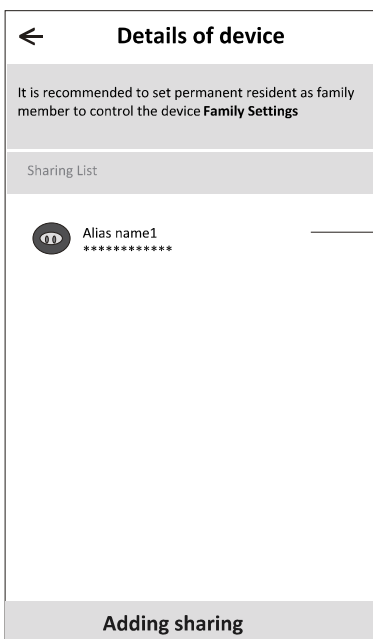 Details of device
It is recommended to set permanent resident as family
member to control the device Family Settings
Sharing List
Alias name1
************
Adding sharing